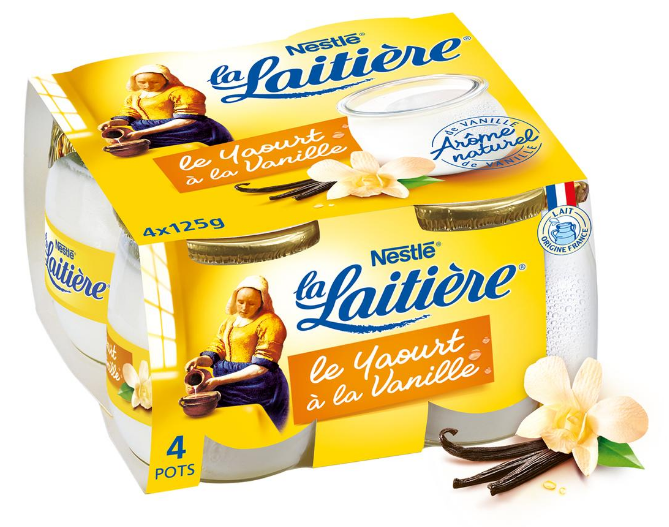 Nestlé®
la Laitière®
le Yaourt
à la Vanille
de VANILLE
Arôme
naturel
de VANILLE
4x125g
Nestlé®
la Laitière®
le Yaourt
à la Vanille
LAIT
ORIGINE FRANCE
4
POTS
la
Laitière